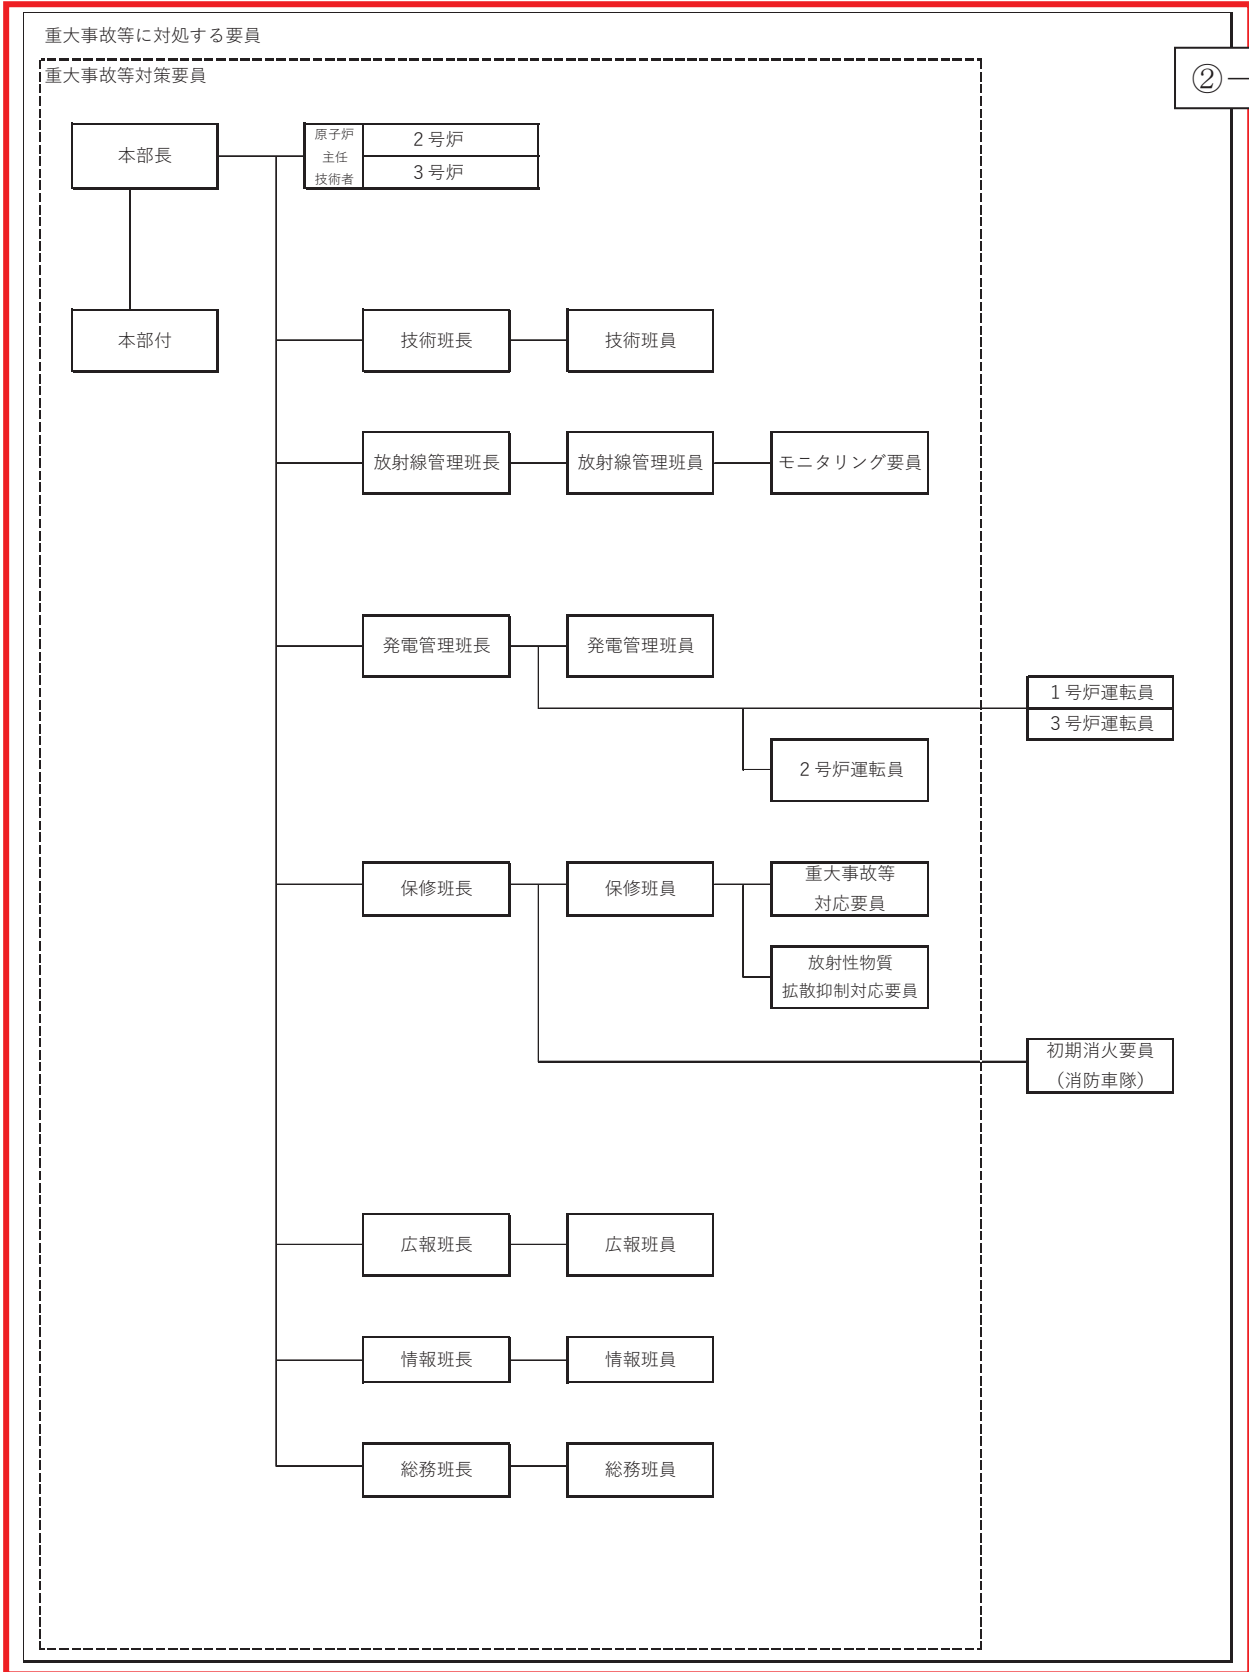 重大事故等に対処する要員
重大事故等対策要員
②－
本部長
原子炉
主任
技術者
２号炉
３号炉
本部付
技術班長
技術班員
放射線管理班長
放射線管理班員
モニタリング要員
発電管理班長
発電管理班員
１号炉運転員
３号炉運転員
２号炉運転員
保修班長
保修班員
重大事故等
対応要員
放射性物質
拡散抑制対応要員
初期消火要員
（消防車隊）
広報班長
広報班員
情報班長
情報班員
総務班長
総務班員